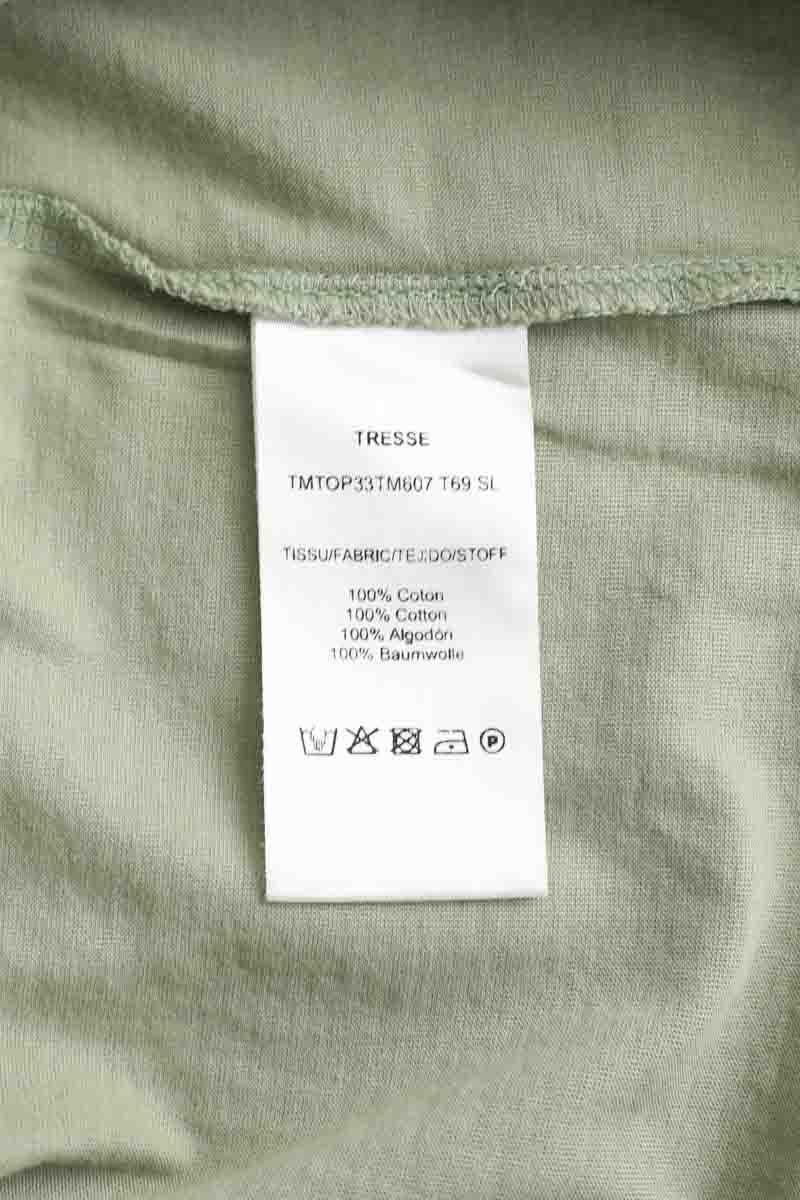 TRESSE
TMTOP33TM607 T69 SL
TISSU/FABRIC/TEJIDO/STOFF
100% Coton
100% Cotton
100% Algodón
100% Baumwolle
P